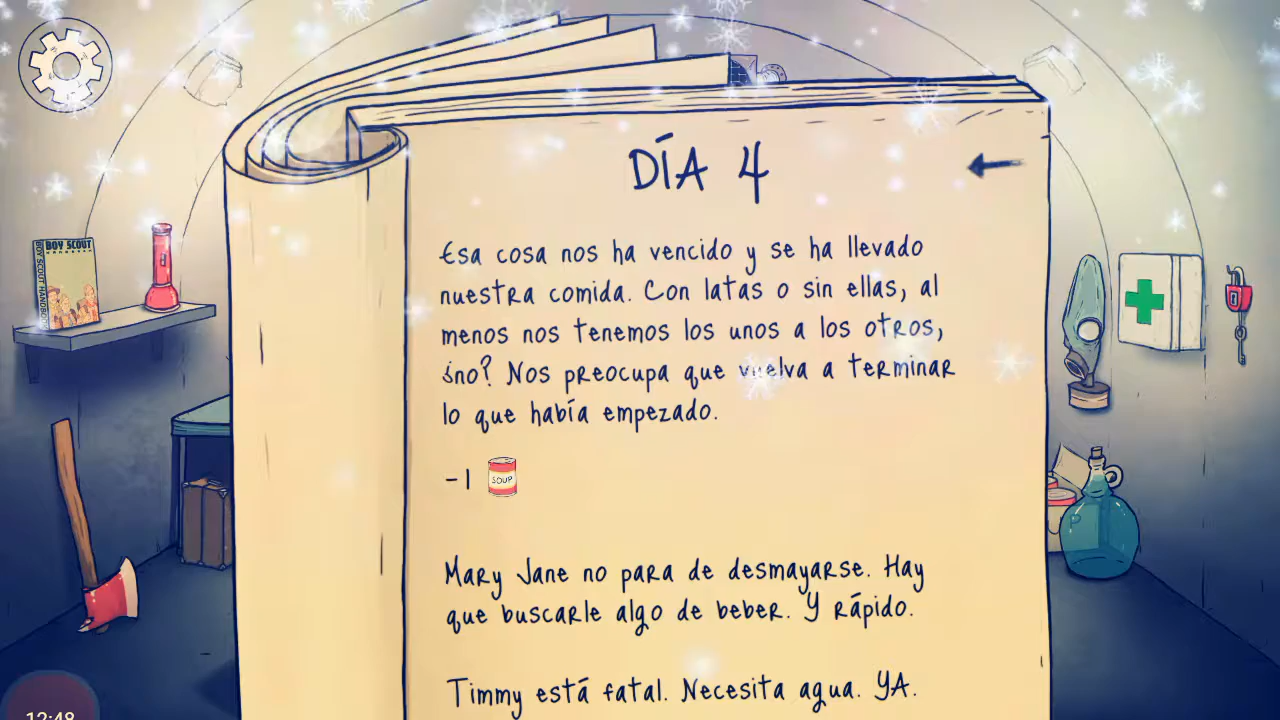 DÍA 4
Esa cosa nos ha vencido y se ha llevado
nuestra comida. Con latas o sin ellas, al
menos nos tenemos los unos a los otros,
¿no? Nos preocupa que vuelva a terminar
lo que había empezado.
-1
SOUP
Mary Jane no para de desmayarse. Hay
que buscarle algo de beber. Y rápido.
Timmy está fatal. Necesita agua. YA.
BOY SCOUT
BOY SCOUT HANDBOOK
12:48